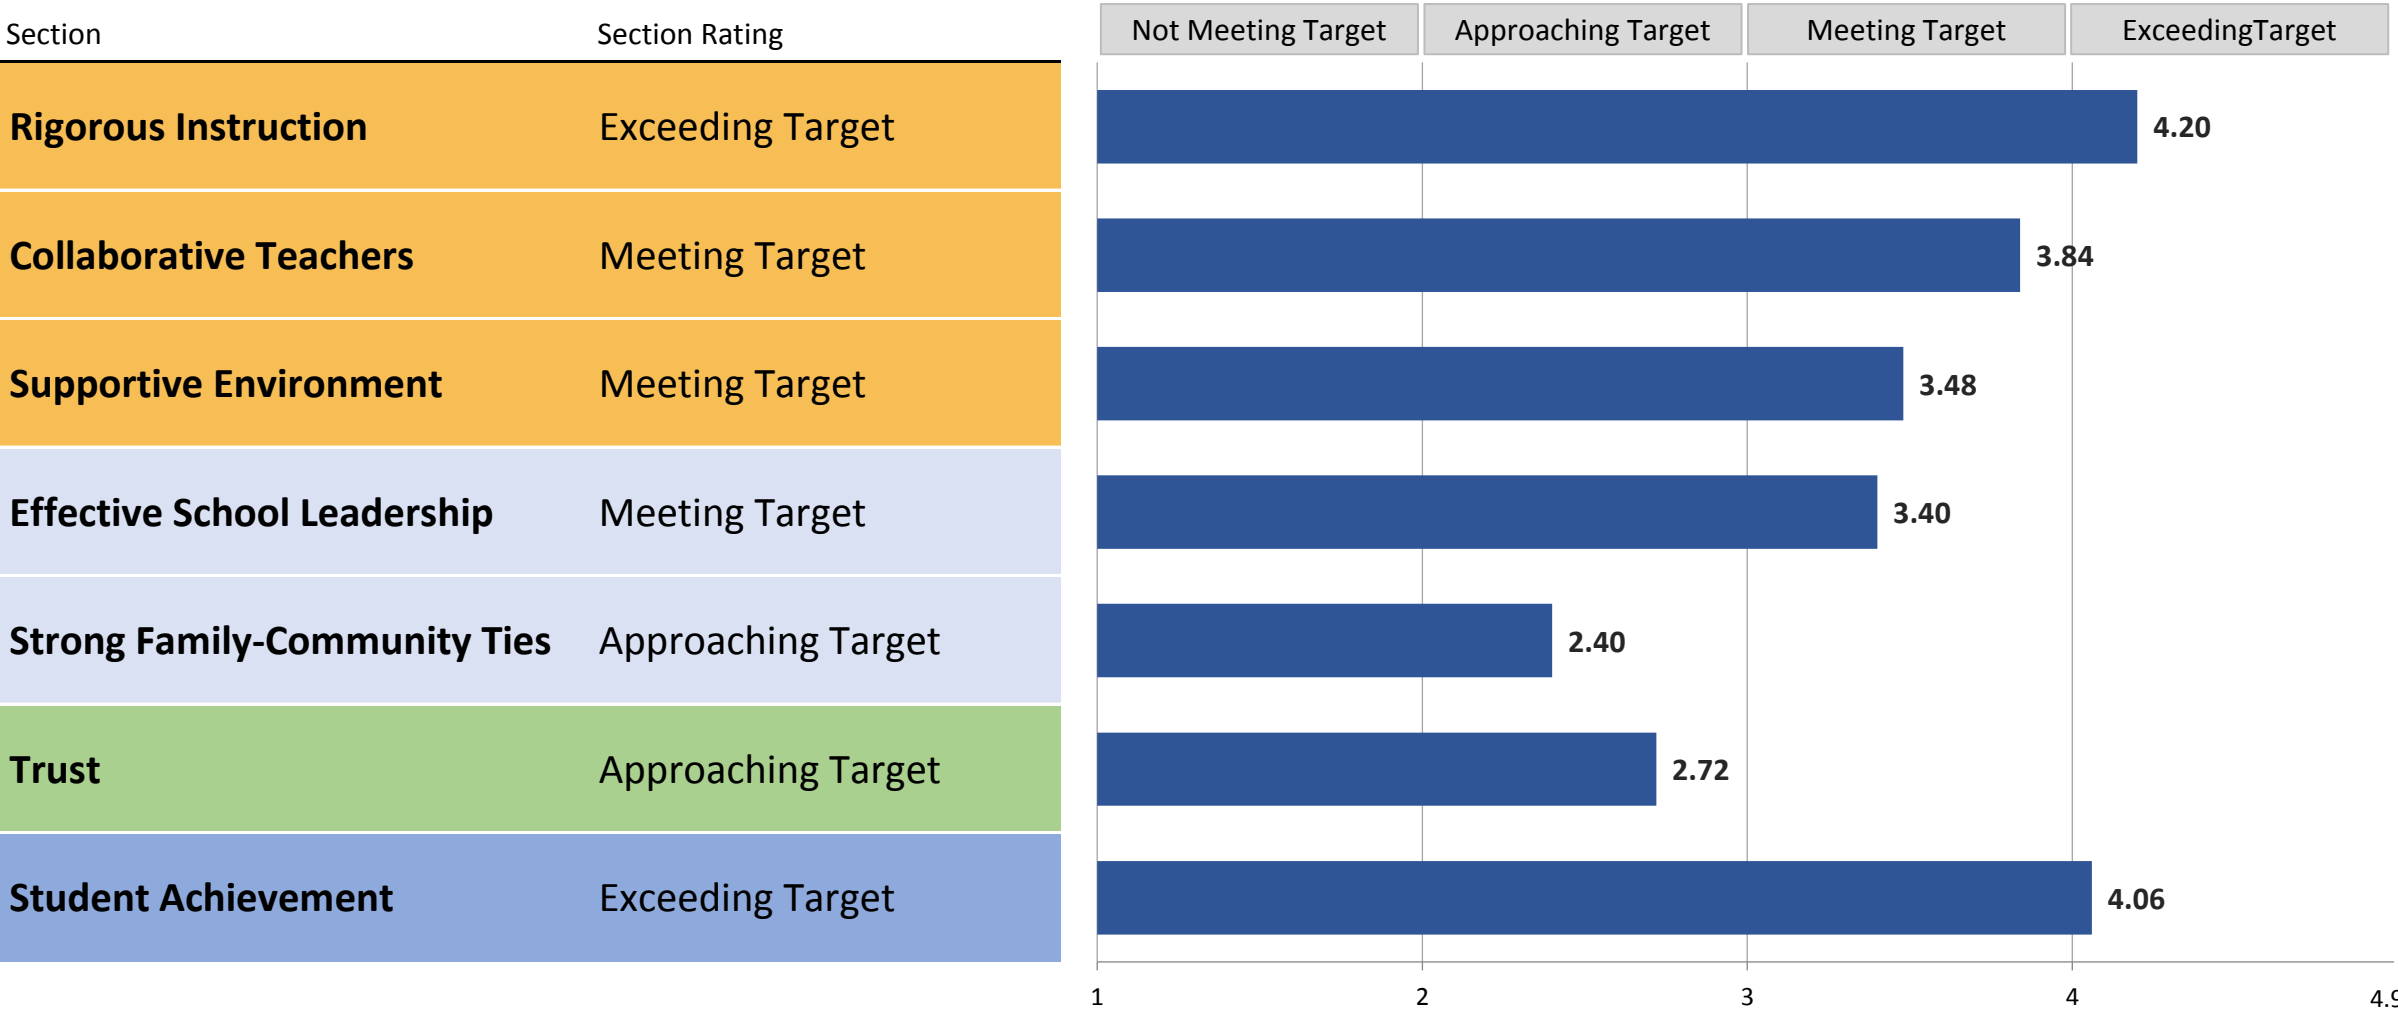 Section Section Rating Not Meeting Target Approaching Target Meeting Target ExceedingTarget
Rigorous Instruction Exceeding Target 4.20
Collaborative Teachers Meeting Target 3.84
Supportive Environment Meeting Target 3.48
Effective School Leadership Meeting Target 3.40
Strong Family-Community Ties Approaching Target 2.40
Trust Approaching Target 2.72
Student Achievement Exceeding Target 4.06
1 2 3 4